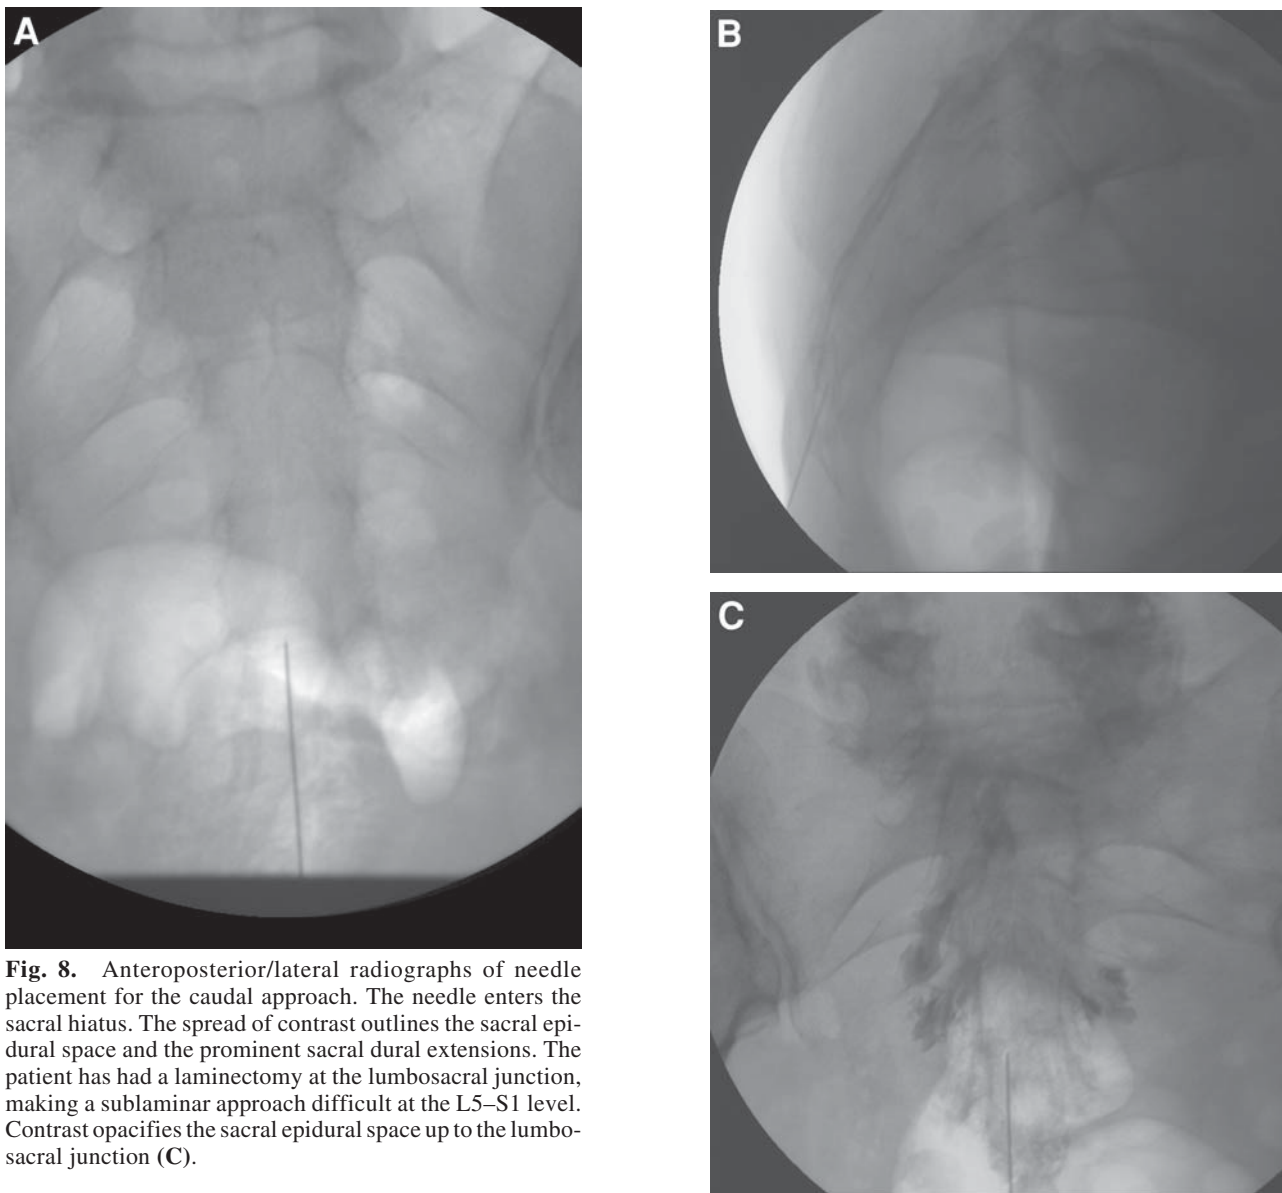 A
B
C
Fig. 8. Anteroposterior/lateral radiographs of needle
placement for the caudal approach. The needle enters the
sacral hiatus. The spread of contrast outlines the sacral epi-
dural space and the prominent sacral dural extensions. The
patient has had a laminectomy at the lumbosacral junction,
making a sublaminar approach difficult at the L5–S1 level.
Contrast opacifies the sacral epidural space up to the lumbo-
sacral junction (C).